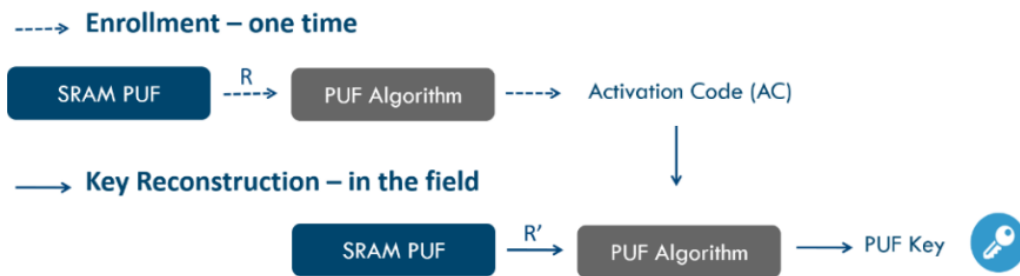 Enrollment – one time
SRAM PUF
R
PUF Algorithm
Activation Code (AC)
Key Reconstruction – in the field
SRAM PUF
R’
PUF Algorithm
PUF Key